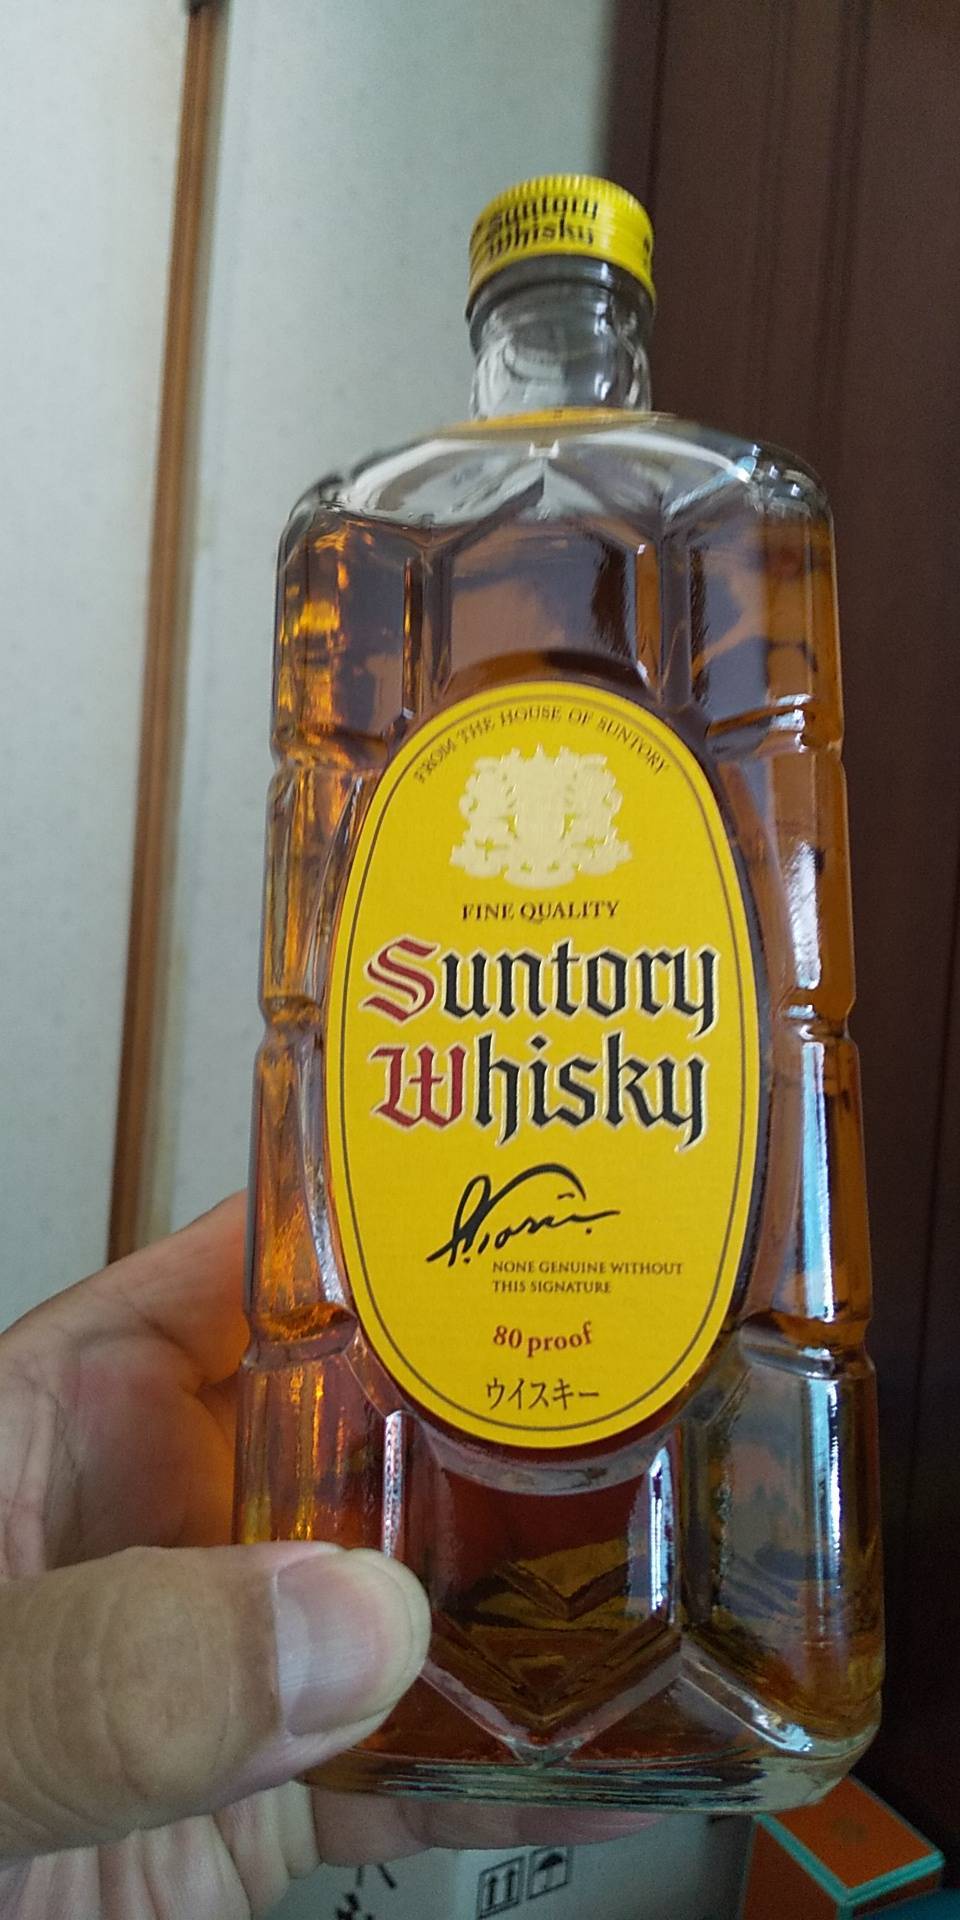 Suntory
Whisky
FROM THE HOUSE OF SUNTORY
FINE QUALITY
Suntory
Whisky
NONE GENUINE WITHOUT
THIS SIGNATURE
80 proof
ウイスキー